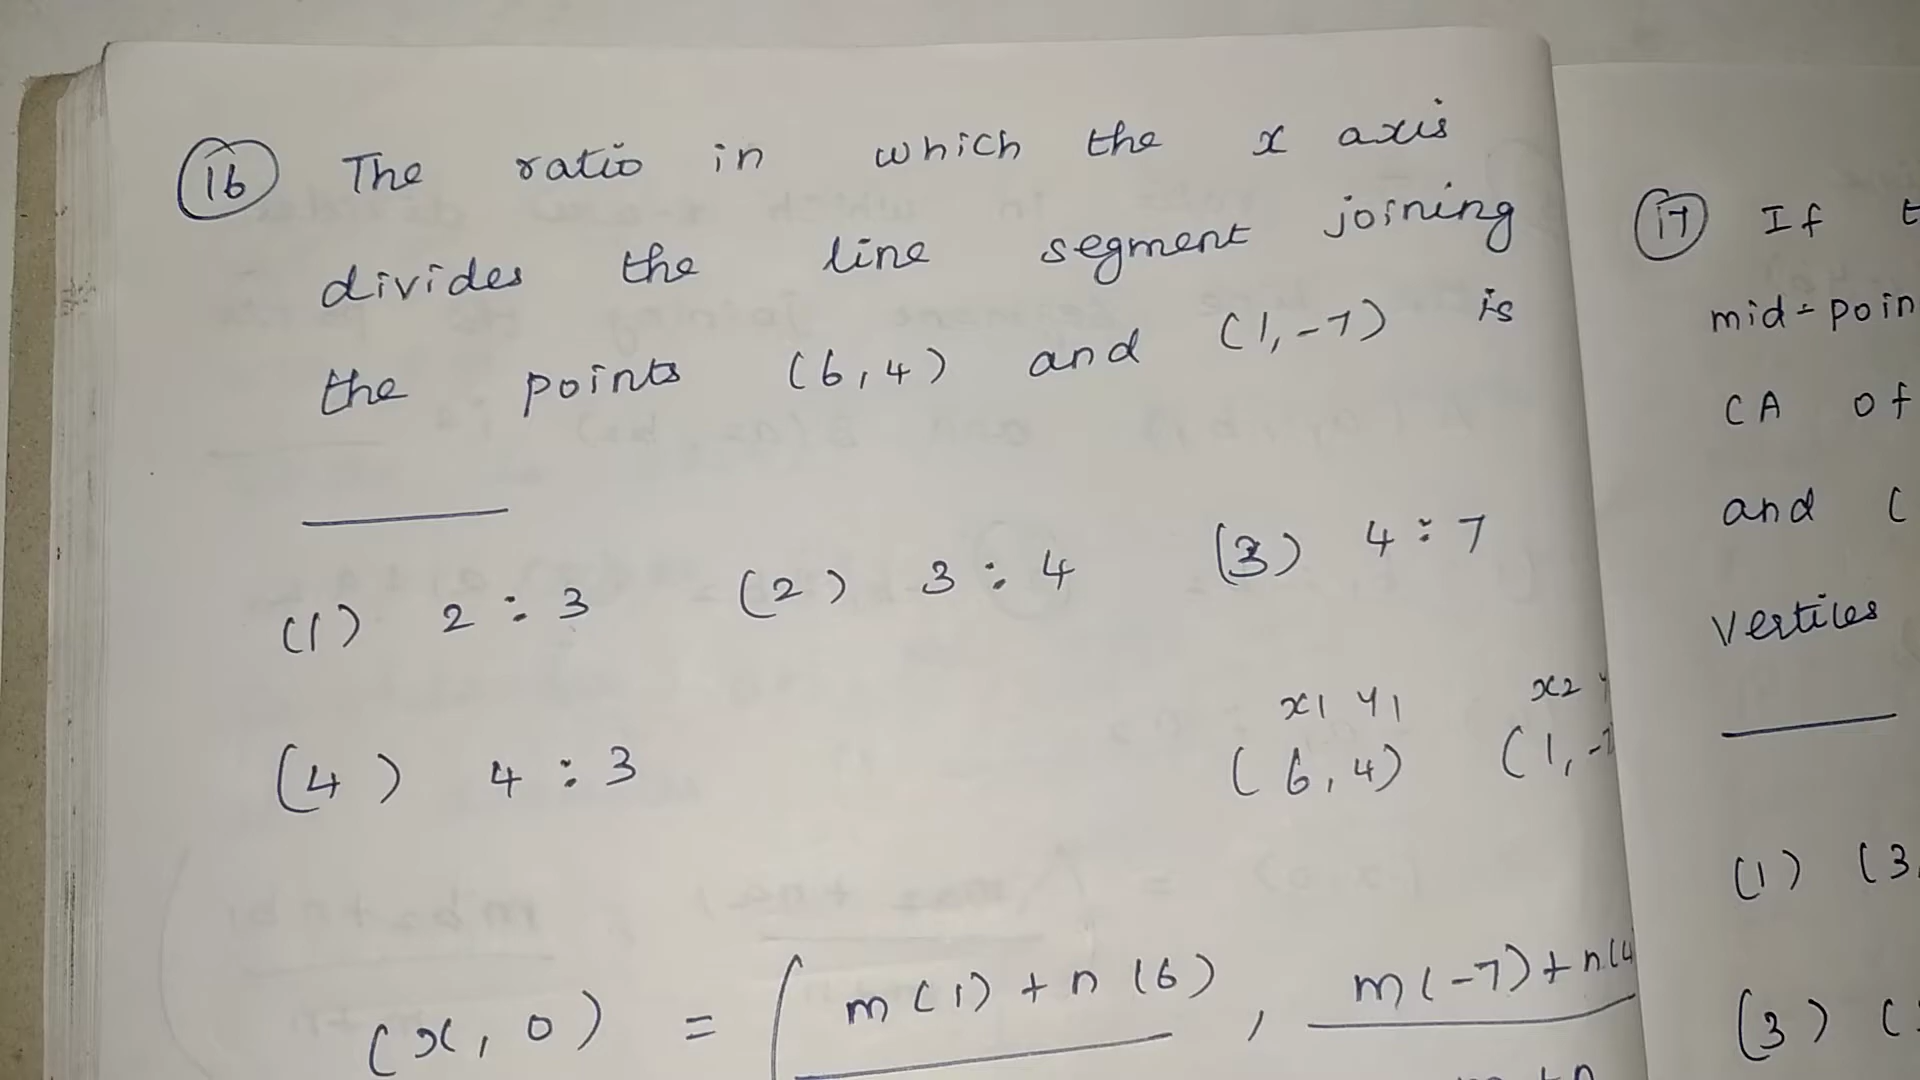 (16) The ratio in which the x axis
divides the line segment joining
the points (6,4) and (1,-7) is
(1) 2:3 (2) 3:4 (3) 4:7
(4) 4:3
x1 y1 x2
(6,4) (1,-7
(x,0) = ( m(1)+n(6) , m(-7)+n(4
m+n
(17) If t
mid-poin
CA of
and (
vertices
(1) (3,
(3) (